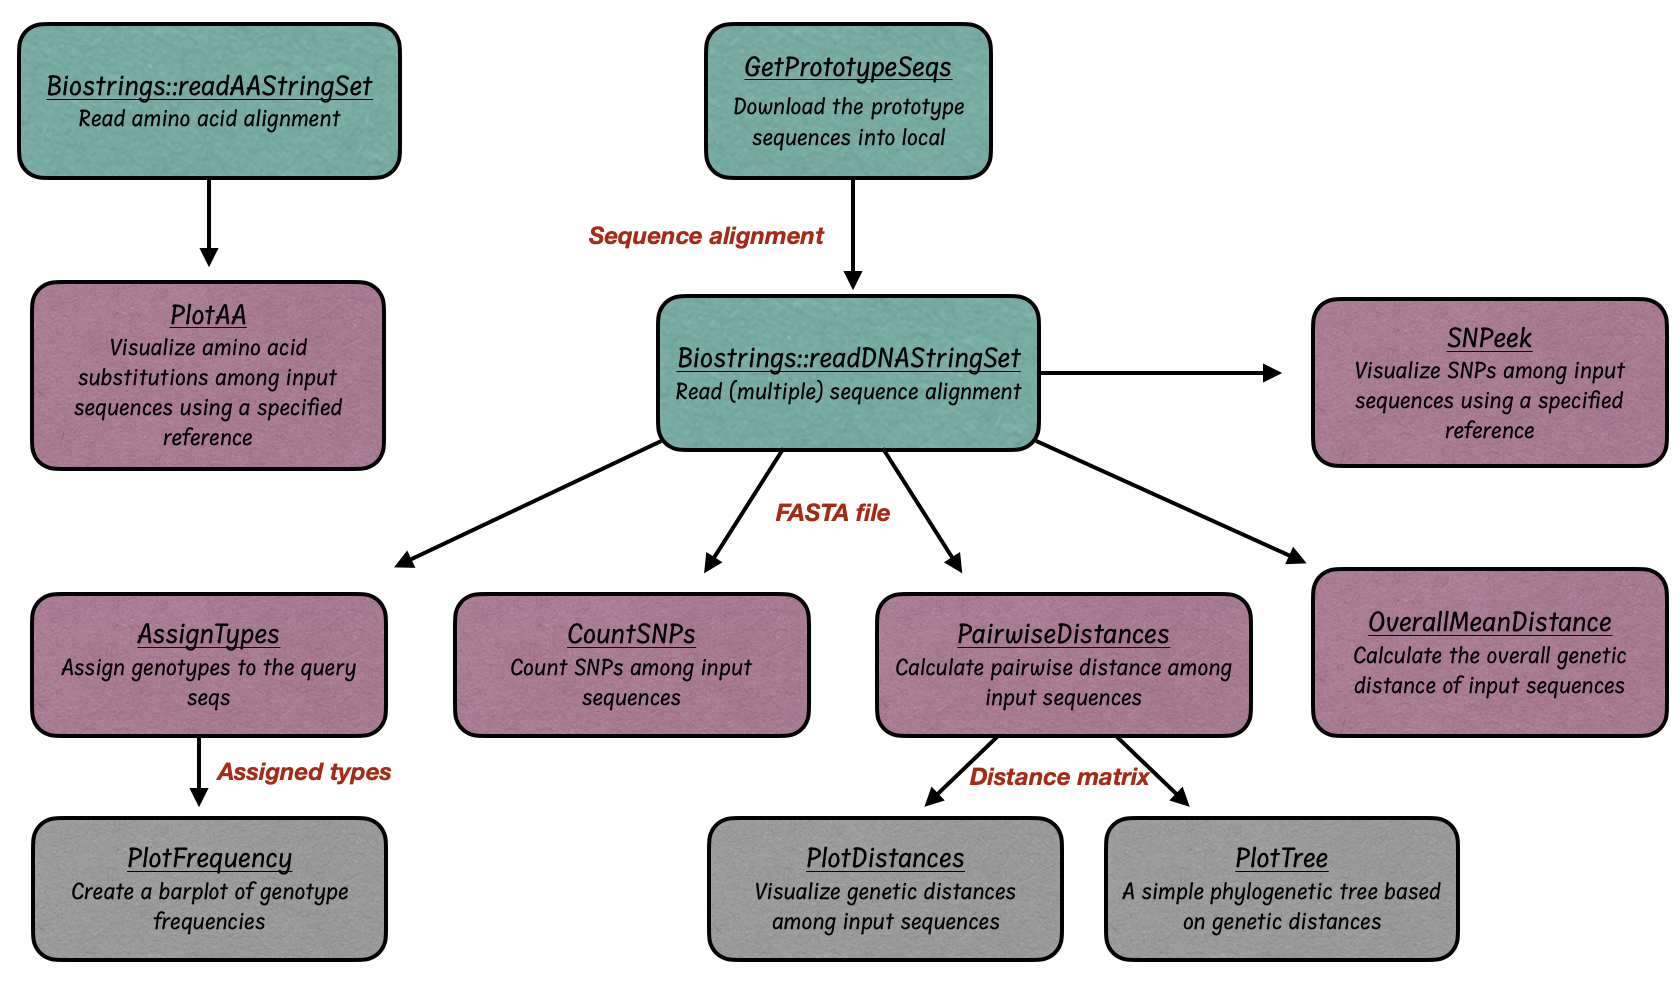 Biostrings::readAAStringSet
Read amino acid alignment
GetPrototypeSeqs
Download the prototype
sequences into local
Sequence alignment
PlotAA
Visualize amino acid
substitutions among input
sequences using a specified
reference
Biostrings::readDNAStringSet
Read (multiple) sequence alignment
SNPeek
Visualize SNPs among input
sequences using a specified
reference
FASTA file
AssignTypes
Assign genotypes to the query
seqs
CountSNPs
Count SNPs among input
sequences
PairwiseDistances
Calculate pairwise distance among
input sequences
OverallMeanDistance
Calculate the overall genetic
distance of input sequences
Assigned types
Distance matrix
PlotFrequency
Create a barplot of genotype
frequencies
PlotDistances
Visualize genetic distances
among input sequences
PlotTree
A simple phylogenetic tree based
on genetic distances